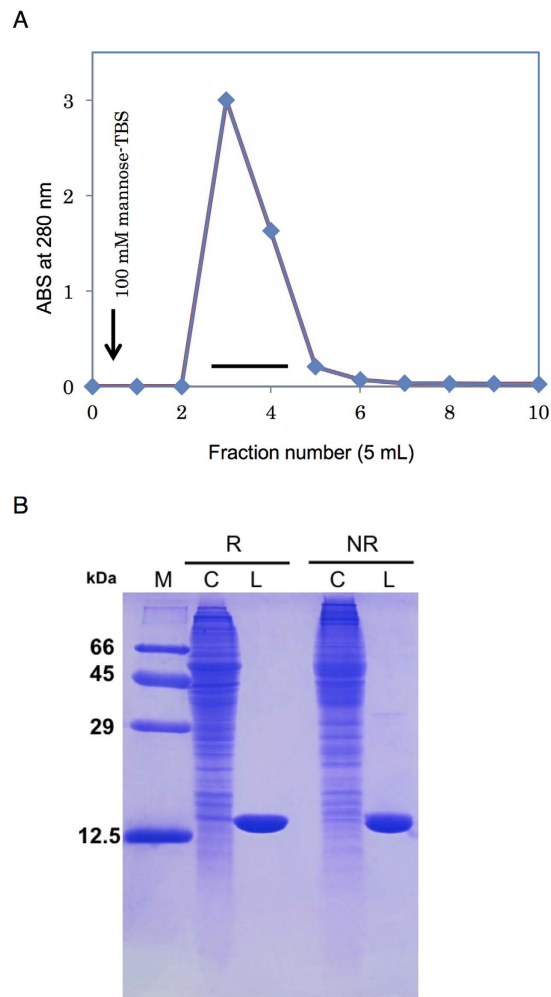 A
3
2
1
0
ABS at 280 nm
100 mM mannose-TBS
0 2 4 6 8 10
Fraction number (5 mL)
B
R NR
kDa M C L C L
66
45
29
12.5